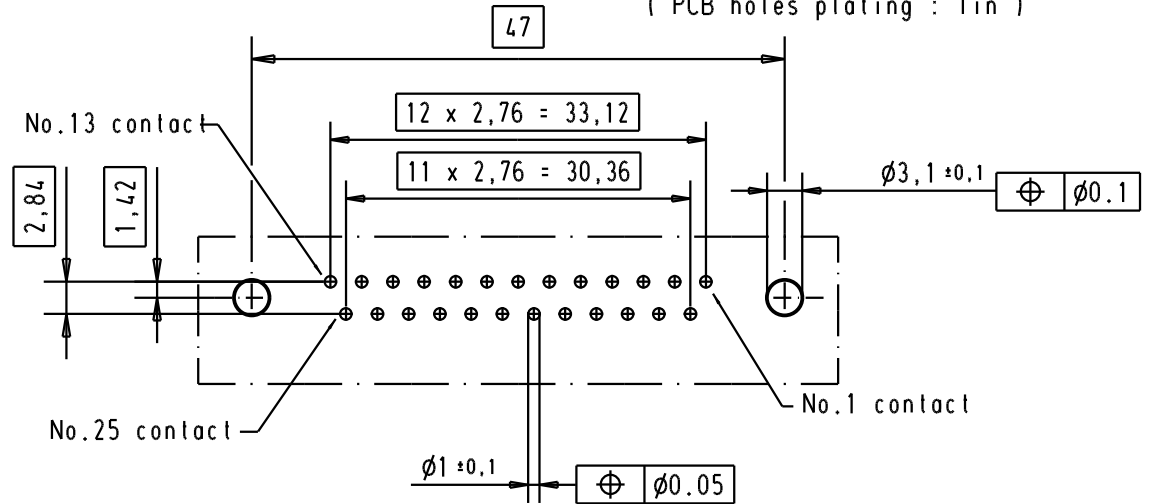 ( PCB holes plating : Tin )
47
12 x 2,76 = 33,12
No.13 contact
11 x 2,76 = 30,36
Ø3,1 ±0,1
Ø0.1
2,84
1,42
No.1 contact
No.25 contact
Ø1 ±0,1
Ø0.05